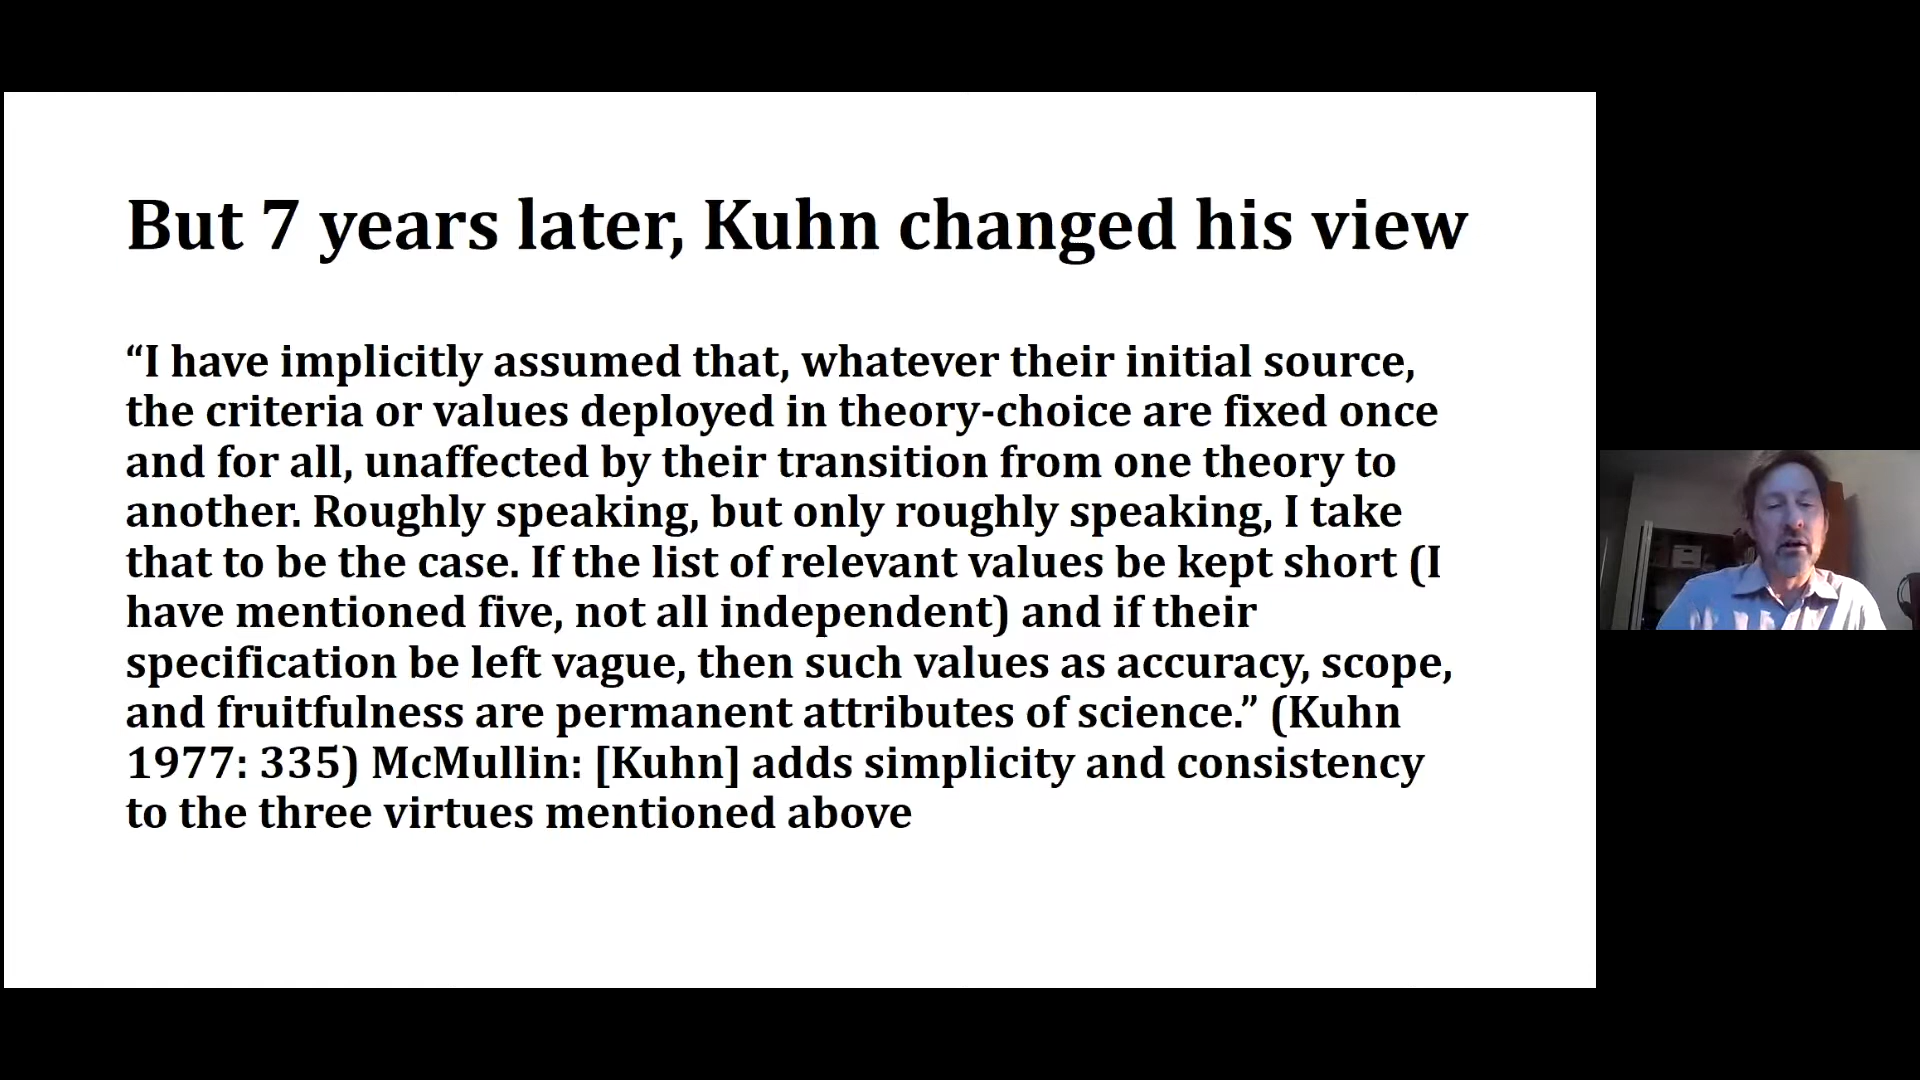 But 7 years later, Kuhn changed his view
“I have implicitly assumed that, whatever their initial source,
the criteria or values deployed in theory-choice are fixed once
and for all, unaffected by their transition from one theory to
another. Roughly speaking, but only roughly speaking, I take
that to be the case. If the list of relevant values be kept short (I
have mentioned five, not all independent) and if their
specification be left vague, then such values as accuracy, scope,
and fruitfulness are permanent attributes of science.” (Kuhn
1977: 335) McMullin: [Kuhn] adds simplicity and consistency
to the three virtues mentioned above